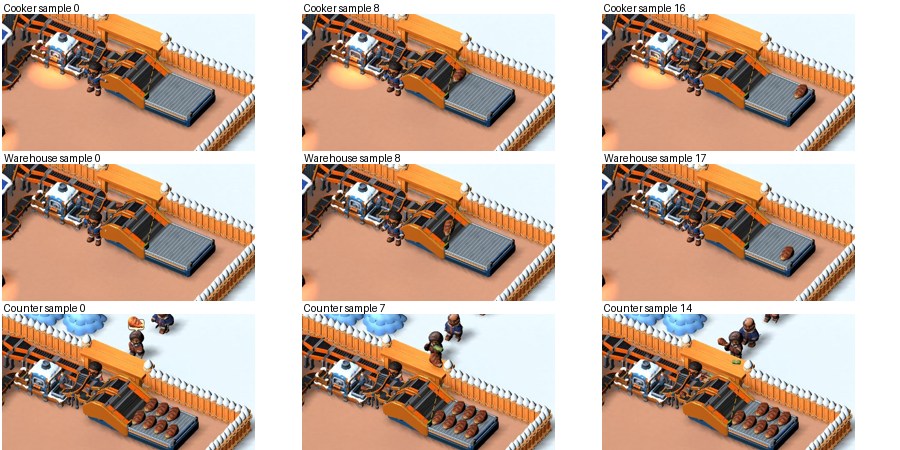 Cooker sample 0
Cooker sample 8
Cooker sample 16
Warehouse sample 0
Warehouse sample 8
Warehouse sample 17
Counter sample 0
Counter sample 7
Counter sample 14